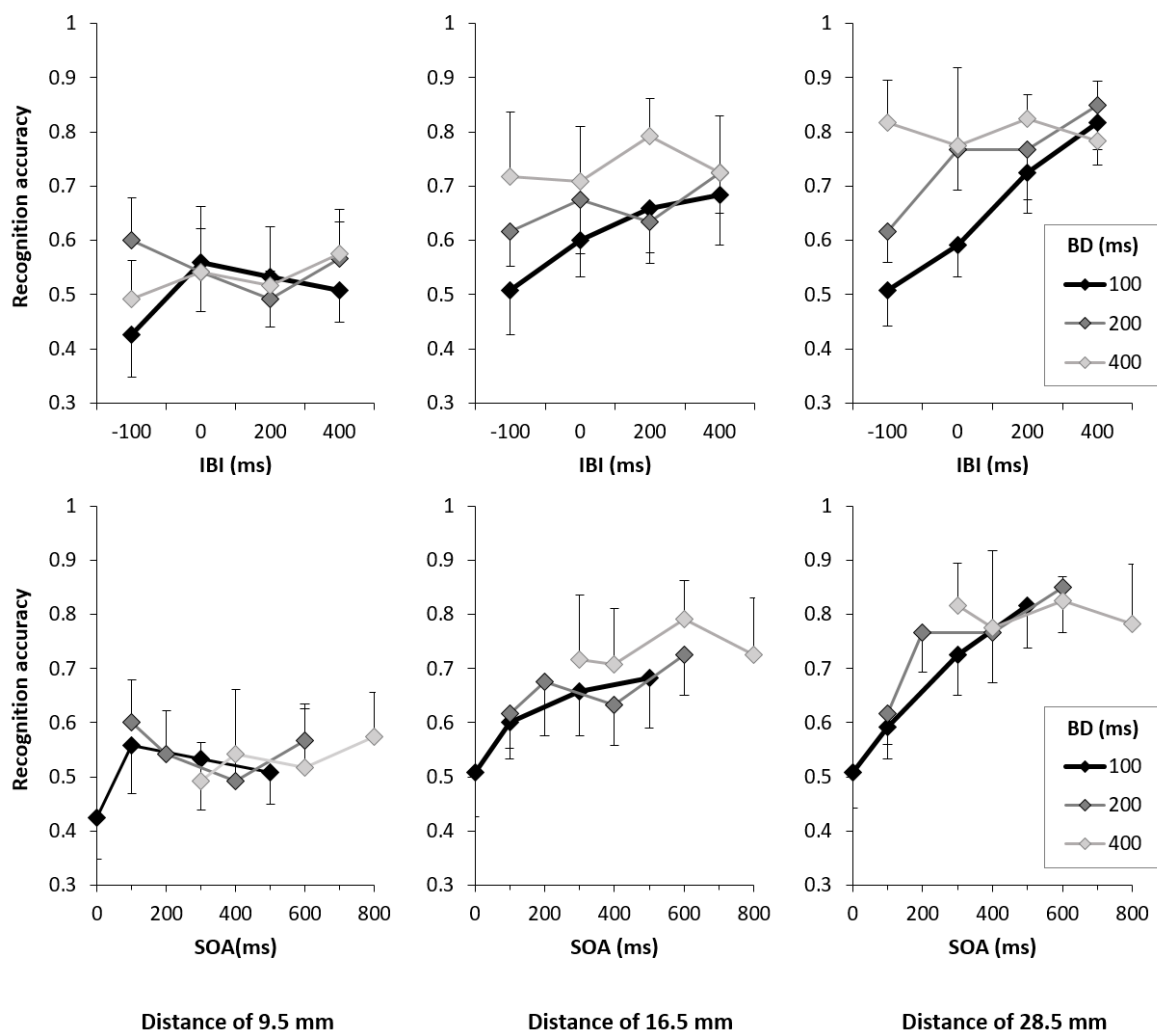 1
0.9
0.8
0.7
0.6
0.5
0.4
0.3
Recognition accuracy
-100 0 200 400
IBI (ms)
1
0.9
0.8
0.7
0.6
0.5
0.4
0.3
-100 0 200 400
IBI (ms)
1
0.9
0.8
0.7
0.6
0.5
0.4
0.3
-100 0 200 400
IBI (ms)
BD (ms)
100
200
400
1
0.9
0.8
0.7
0.6
0.5
0.4
0.3
Recognition accuracy
0 200 400 600 800
SOA(ms)
1
0.9
0.8
0.7
0.6
0.5
0.4
0.3
0 200 400 600 800
SOA (ms)
1
0.9
0.8
0.7
0.6
0.5
0.4
0.3
0 200 400 600 800
SOA (ms)
BD (ms)
100
200
400
Distance of 9.5 mm
Distance of 16.5 mm
Distance of 28.5 mm